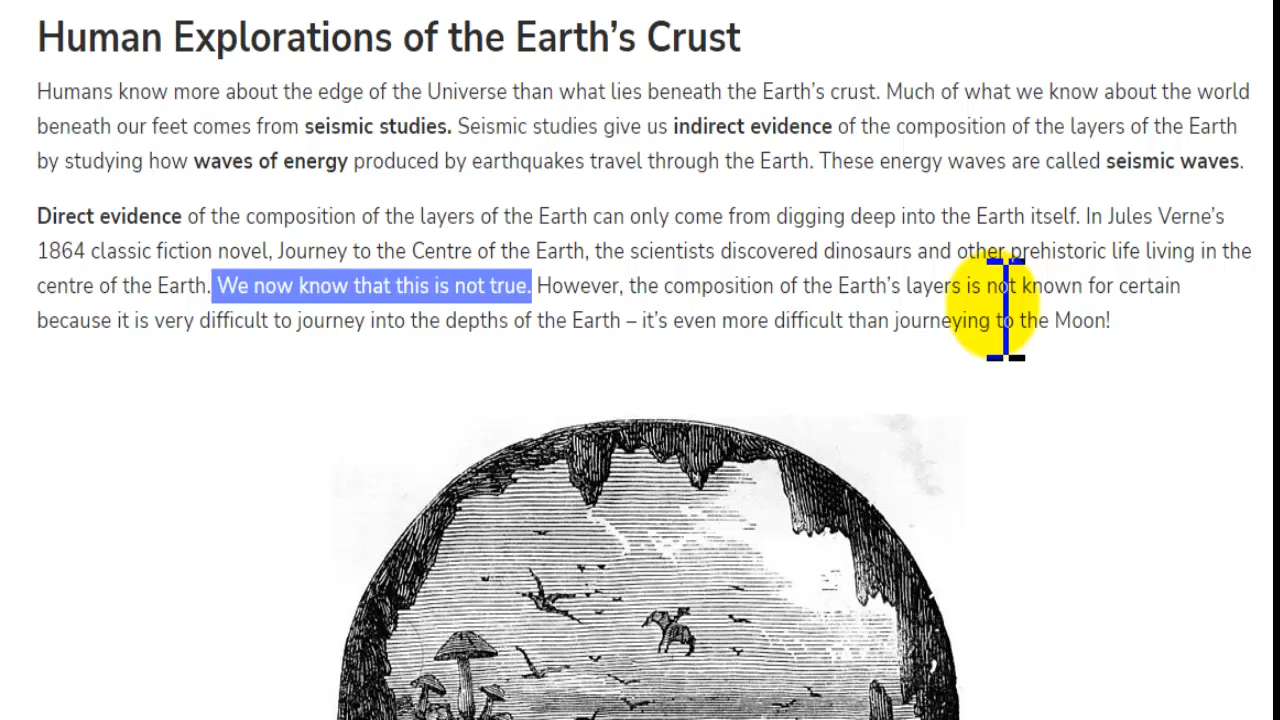 Human Explorations of the Earth’s Crust
Humans know more about the edge of the Universe than what lies beneath the Earth’s crust. Much of what we know about the world
beneath our feet comes from seismic studies. Seismic studies give us indirect evidence of the composition of the layers of the Earth
by studying how waves of energy produced by earthquakes travel through the Earth. These energy waves are called seismic waves.
Direct evidence of the composition of the layers of the Earth can only come from digging deep into the Earth itself. In Jules Verne’s
1864 classic fiction novel, Journey to the Centre of the Earth, the scientists discovered dinosaurs and other prehistoric life living in the
centre of the Earth. We now know that this is not true. However, the composition of the Earth’s layers is not known for certain
because it is very difficult to journey into the depths of the Earth – it’s even more difficult than journeying to the Moon!